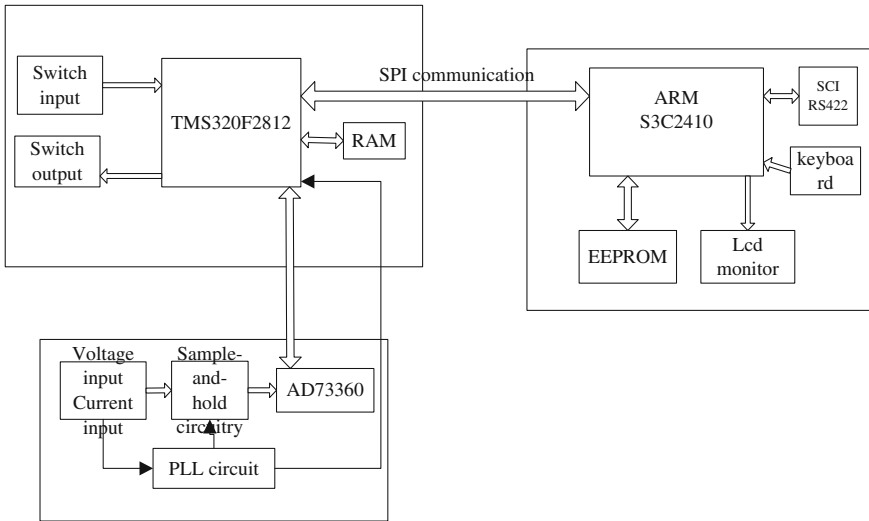 Switch
input
TMS320F2812
Switch
output
RAM
SPI communication
ARM
S3C2410
SCI
RS422
keyboa
rd
EEPROM
Lcd
monitor
Voltage
input
Current
input
Sample-
and-
hold
circuitry
AD73360
PLL circuit